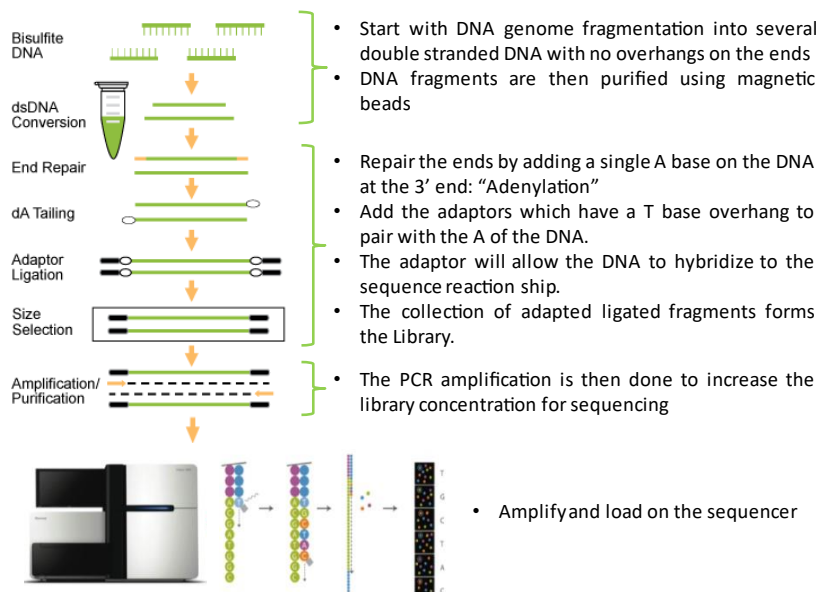 Bisulfite
DNA
dsDNA
Conversion
End Repair
dA Tailing
Adaptor
Ligation
Size
Selection
Amplification/
Purification
• Start with DNA genome fragmentation into several
double stranded DNA with no overhangs on the ends
• DNA fragments are then purified using magnetic
beads
• Repair the ends by adding a single A base on the DNA
at the 3' end: “Adenylation”
• Add the adaptors which have a T base overhang to
pair with the A of the DNA.
• The adaptor will allow the DNA to hybridize to the
sequence reaction ship.
• The collection of adapted ligated fragments forms
the Library.
• The PCR amplification is then done to increase the
library concentration for sequencing
• Amplify and load on the sequencer
T
G
C
T
A
C